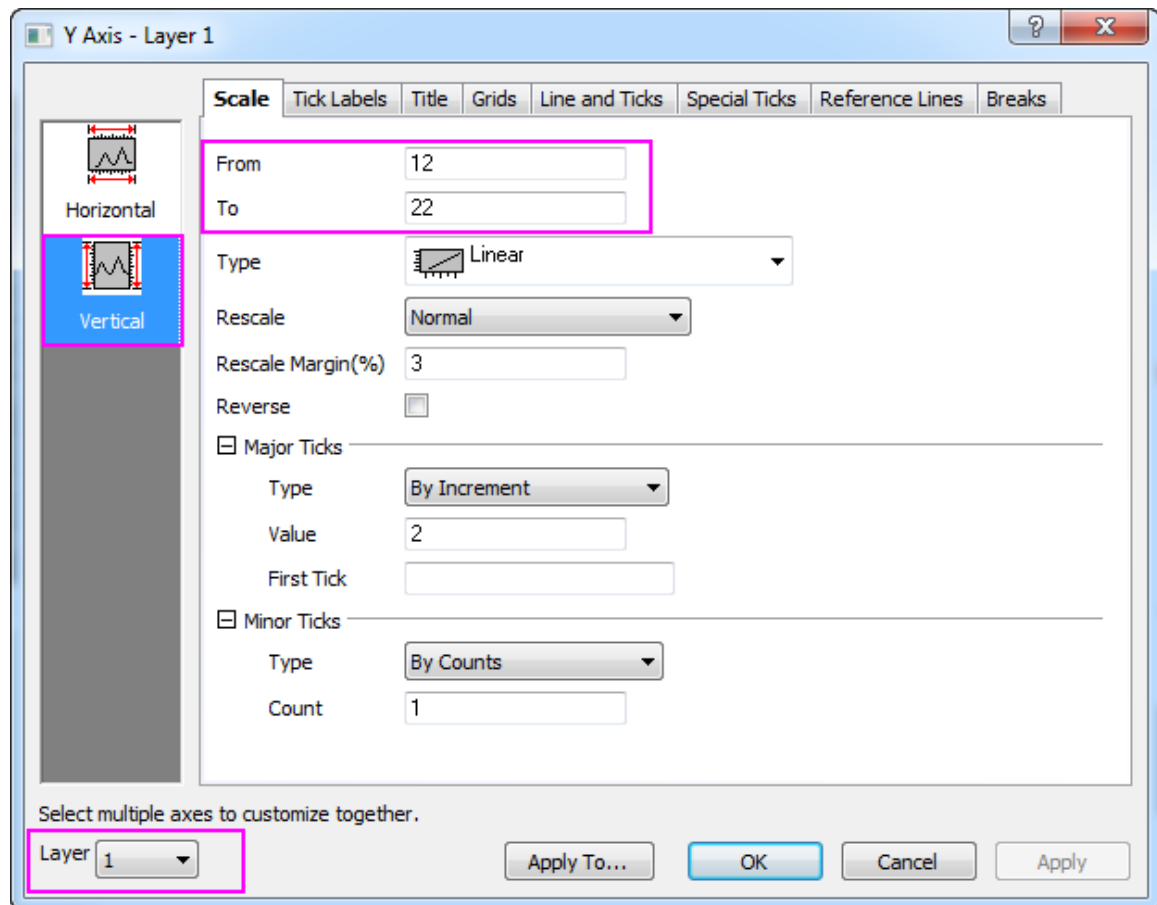 Y Axis - Layer 1
Scale Tick Labels Title Grids Line and Ticks Special Ticks Reference Lines Breaks
Horizontal
Vertical
From 12
To 22
Type Linear
Rescale Normal
Rescale Margin(%) 3
Reverse
Major Ticks
Type By Increment
Value 2
First Tick
Minor Ticks
Type By Counts
Count 1
Select multiple axes to customize together.
Layer 1 Apply To... OK Cancel Apply